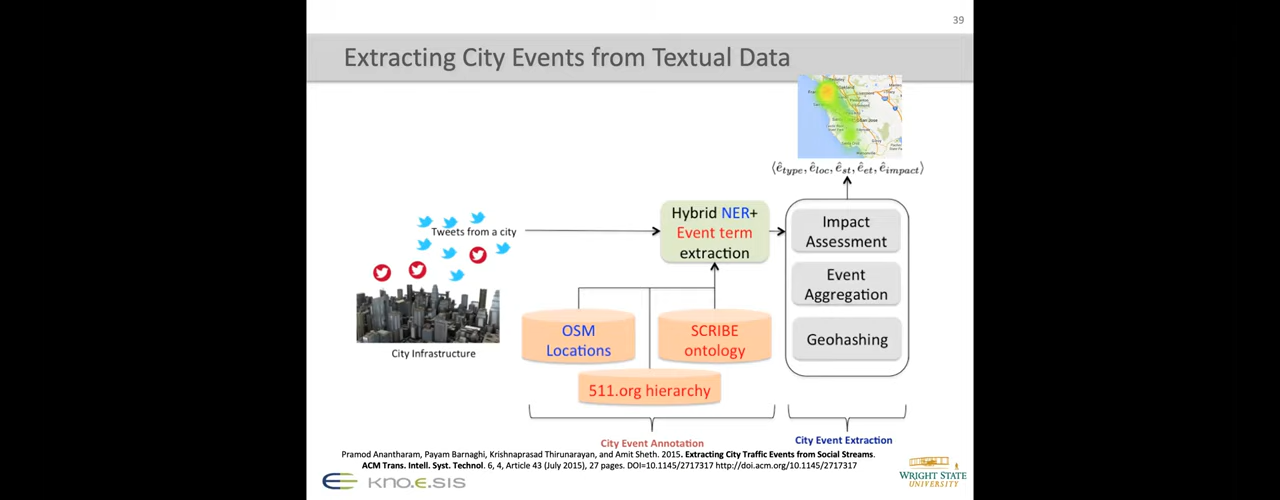 39
Extracting City Events from Textual Data
⟨ê_type, ê_loc, ê_st, ê_et, ê_impact⟩
Tweets from a city
Hybrid NER+
Event term
extraction
Impact
Assessment
Event
Aggregation
Geohashing
OSM
Locations
SCRIBE
ontology
511.org hierarchy
City Infrastructure
City Event Annotation
City Event Extraction
Pramod Anantharam, Payam Barnaghi, Krishnaprasad Thirunarayan, and Amit Sheth. 2015. Extracting City Traffic Events from Social Streams.
ACM Trans. Intell. Syst. Technol. 6, 4, Article 43 (July 2015), 27 pages. DOI=10.1145/2717317 http://doi.acm.org/10.1145/2717317
kno.e.sis
WRIGHT STATE
UNIVERSITY